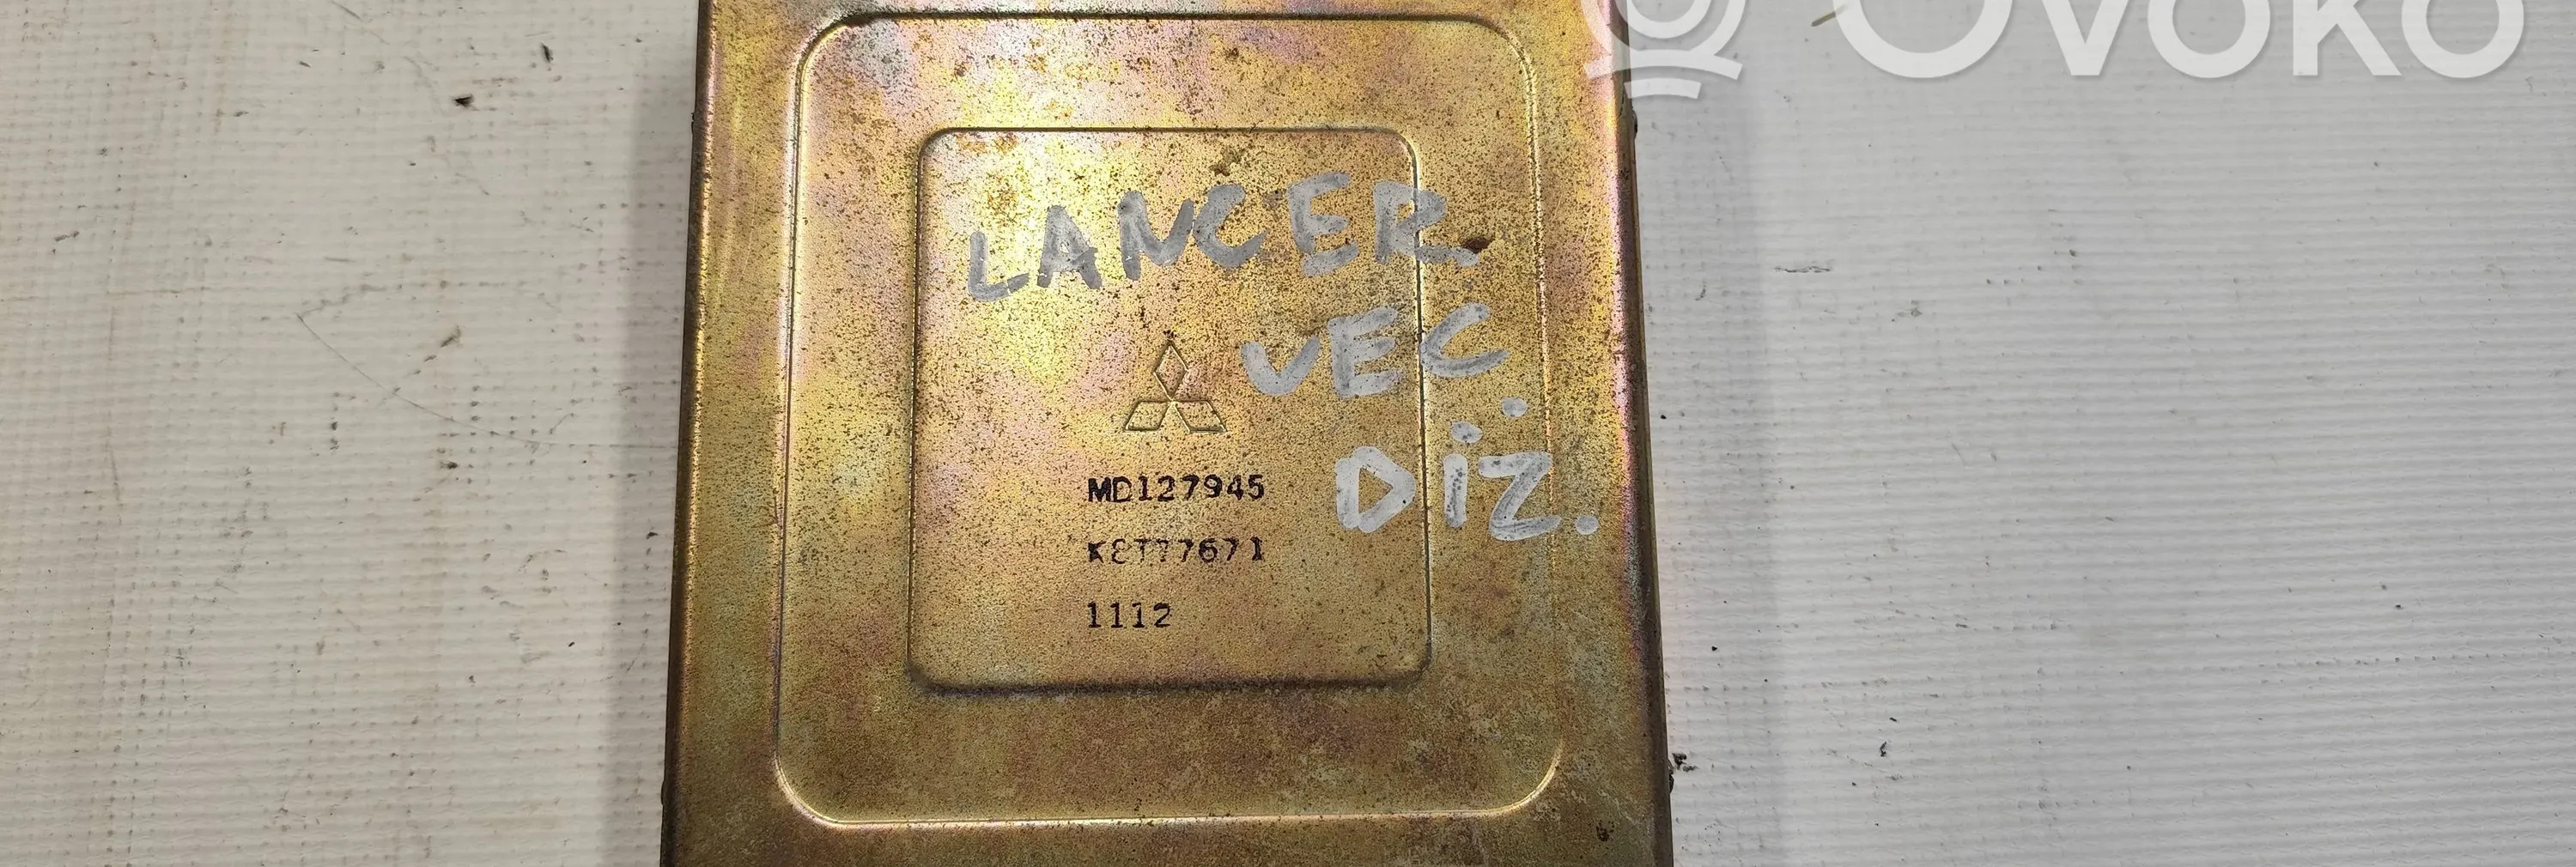 OVOKO
LANCER
VEC.
DIZ.
MD127945
K8T77671
1112